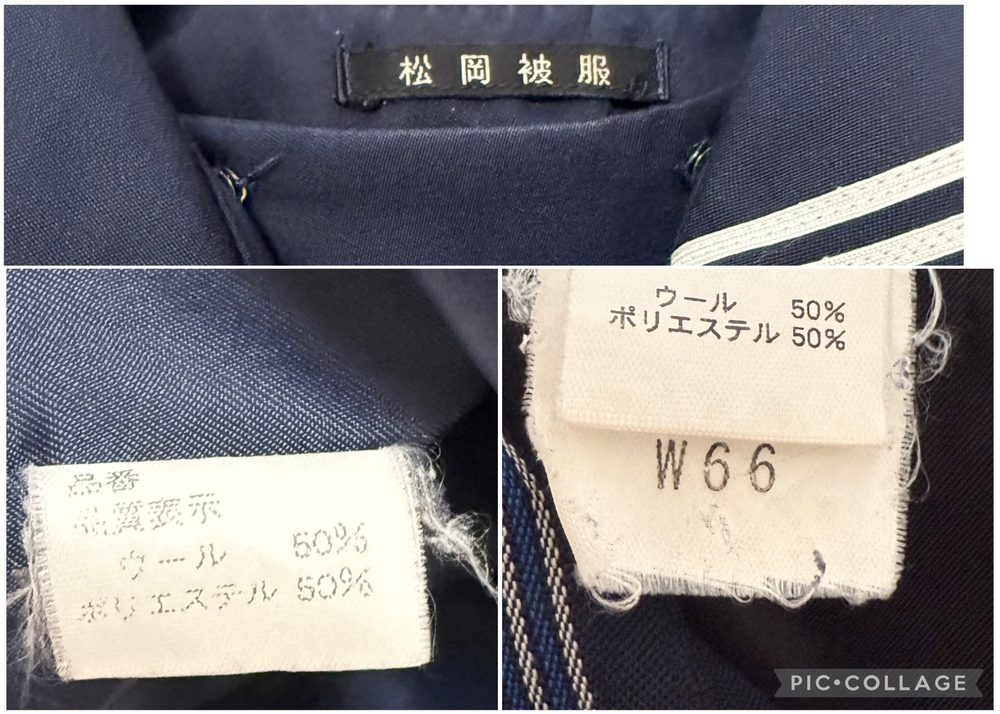 松岡被服
品番
品質表示
ウール 50%
ポリエステル 50%
ウール 50%
ポリエステル 50%
W66
PIC•COLLAGE